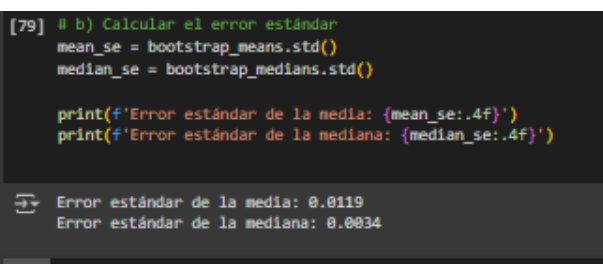 [79] # b) Calcular el error estándar
mean_se = bootstrap_means.std()
median_se = bootstrap_medians.std()
print(f'Error estándar de la media: {mean_se:.4f}')
print(f'Error estándar de la mediana: {median_se:.4f}')
Error estándar de la media: 0.0119
Error estándar de la mediana: 0.0034